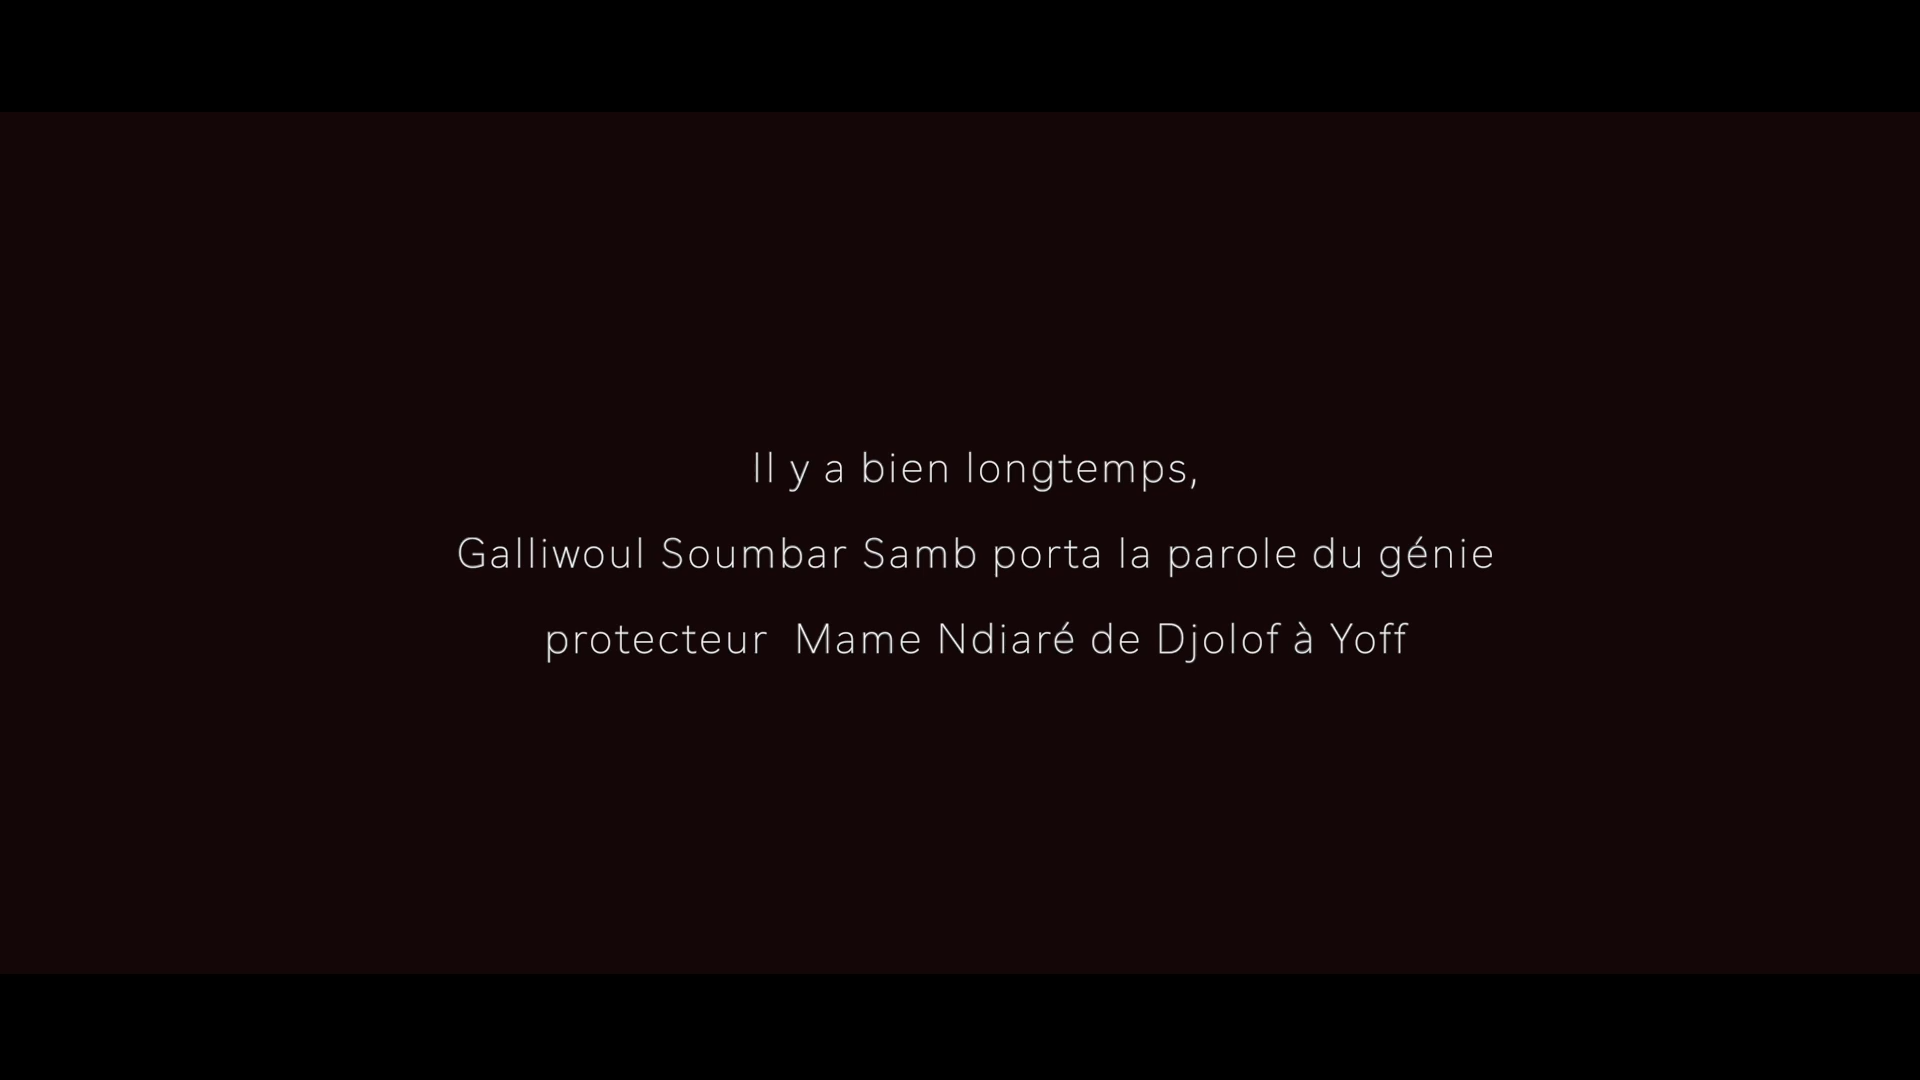 Il y a bien longtemps,
Galliwoul Soumbar Samb porta la parole du génie
protecteur  Mame Ndiaré de Djolof à Yoff